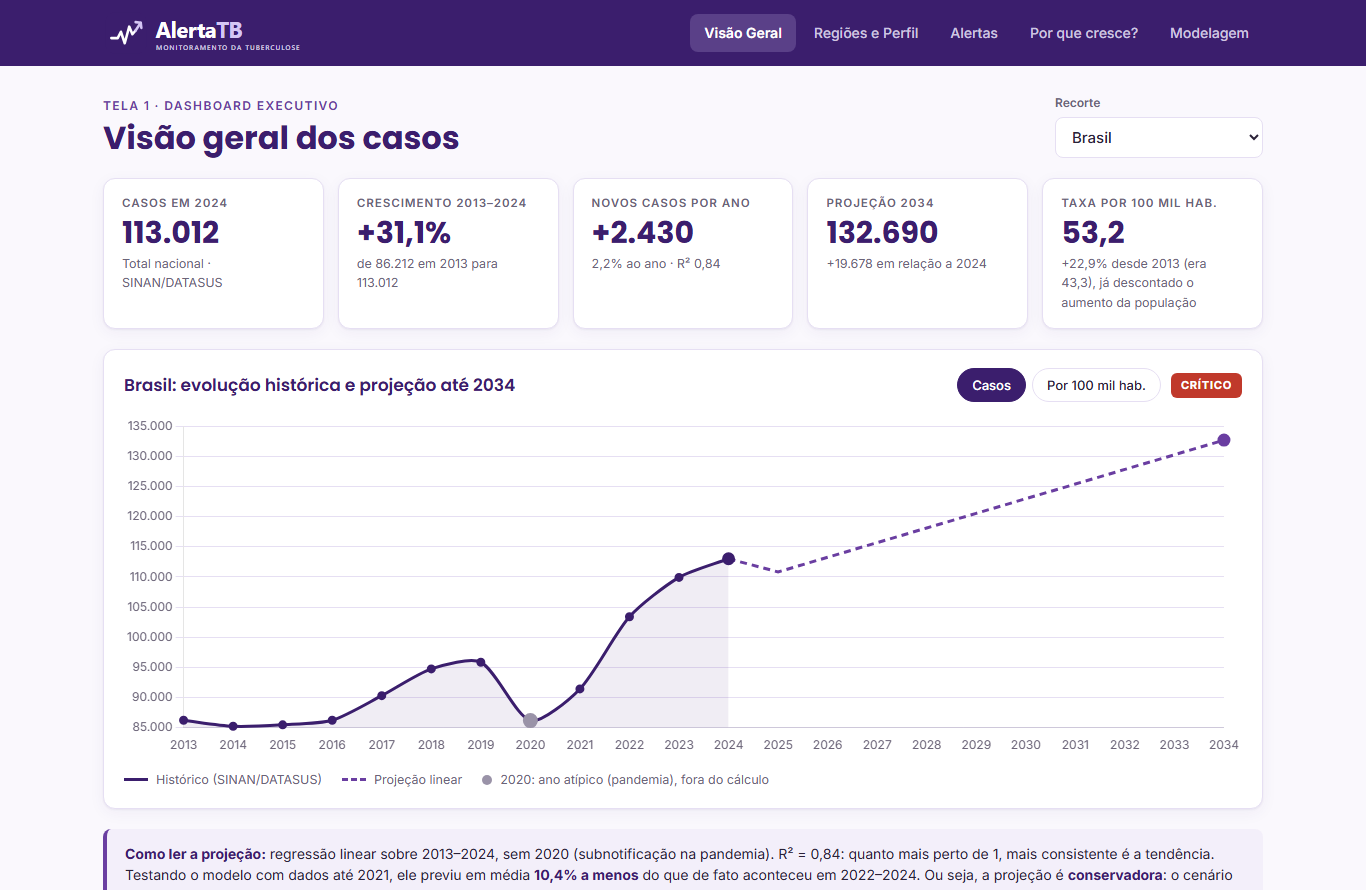 AlertaTB
MONITORAMENTO DA TUBERCULOSE
Visão Geral
Regiões e Perfil
Alertas
Por que cresce?
Modelagem
TELA 1 · DASHBOARD EXECUTIVO
Visão geral dos casos
Recorte
Brasil
CASOS EM 2024
113.012
Total nacional ·
SINAN/DATASUS
CRESCIMENTO 2013–2024
+31,1%
de 86.212 em 2013 para
113.012
NOVOS CASOS POR ANO
+2.430
2,2% ao ano · R² 0,84
PROJEÇÃO 2034
132.690
+19.678 em relação a 2024
TAXA POR 100 MIL HAB.
53,2
+22,9% desde 2013 (era
43,3), já descontado o
aumento da população
Brasil: evolução histórica e projeção até 2034
Casos
Por 100 mil hab.
CRÍTICO
135.000
130.000
125.000
120.000
115.000
110.000
105.000
100.000
95.000
90.000
85.000
2013 2014 2015 2016 2017 2018 2019 2020 2021 2022 2023 2024 2025 2026 2027 2028 2029 2030 2031 2032 2033 2034
Histórico (SINAN/DATASUS)
Projeção linear
2020: ano atípico (pandemia), fora do cálculo
Como ler a projeção: regressão linear sobre 2013–2024, sem 2020 (subnotificação na pandemia). R² = 0,84: quanto mais perto de 1, mais consistente é a tendência.
Testando o modelo com dados até 2021, ele previu em média 10,4% a menos do que de fato aconteceu em 2022–2024. Ou seja, a projeção é conservadora: o cenário